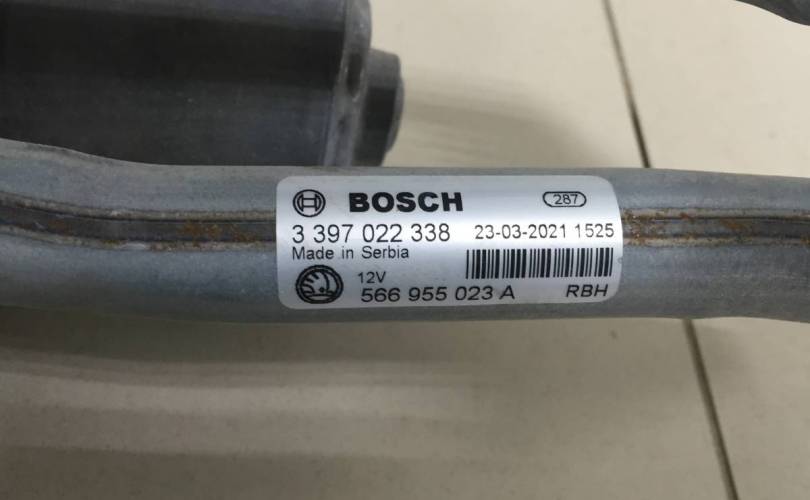 BOSCH 287
3 397 022 338 23-03-2021 1525
Made in Serbia
12V
566 955 023 A RBH